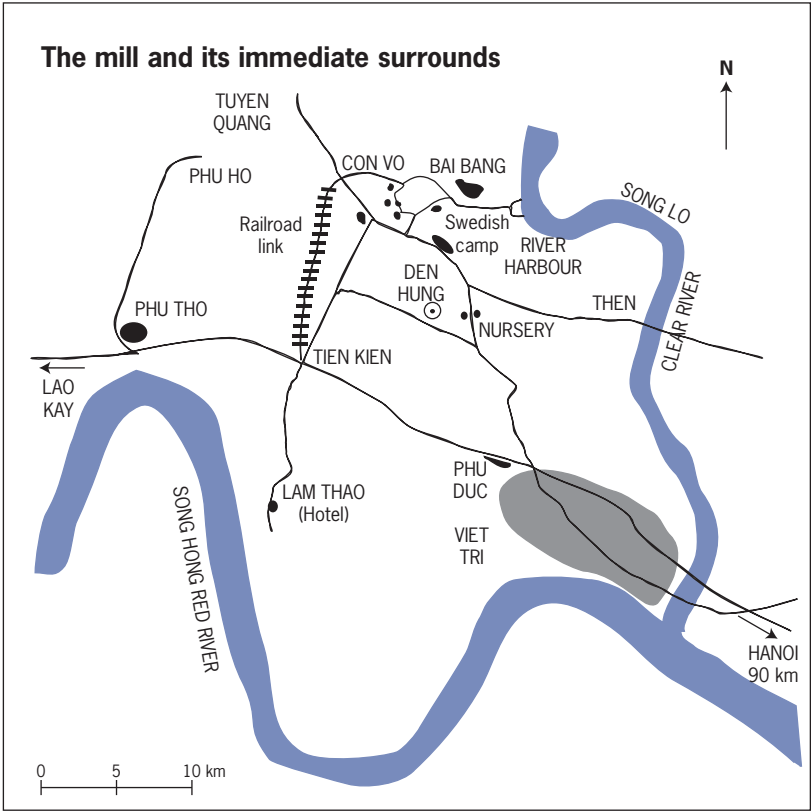 The mill and its immediate surrounds
N
TUYEN
QUANG
CON VO
BAI BANG
PHU HO
SONG LO
Railroad
link
Swedish
camp
RIVER
HARBOUR
DEN
HUNG
CLEAR RIVER
PHU THO
THEN
NURSERY
TIEN KIEN
LAO
KAY
PHU
DUC
LAM THAO
(Hotel)
VIET
TRI
SONG HONG RED RIVER
HANOI
90 km
0 5 10 km